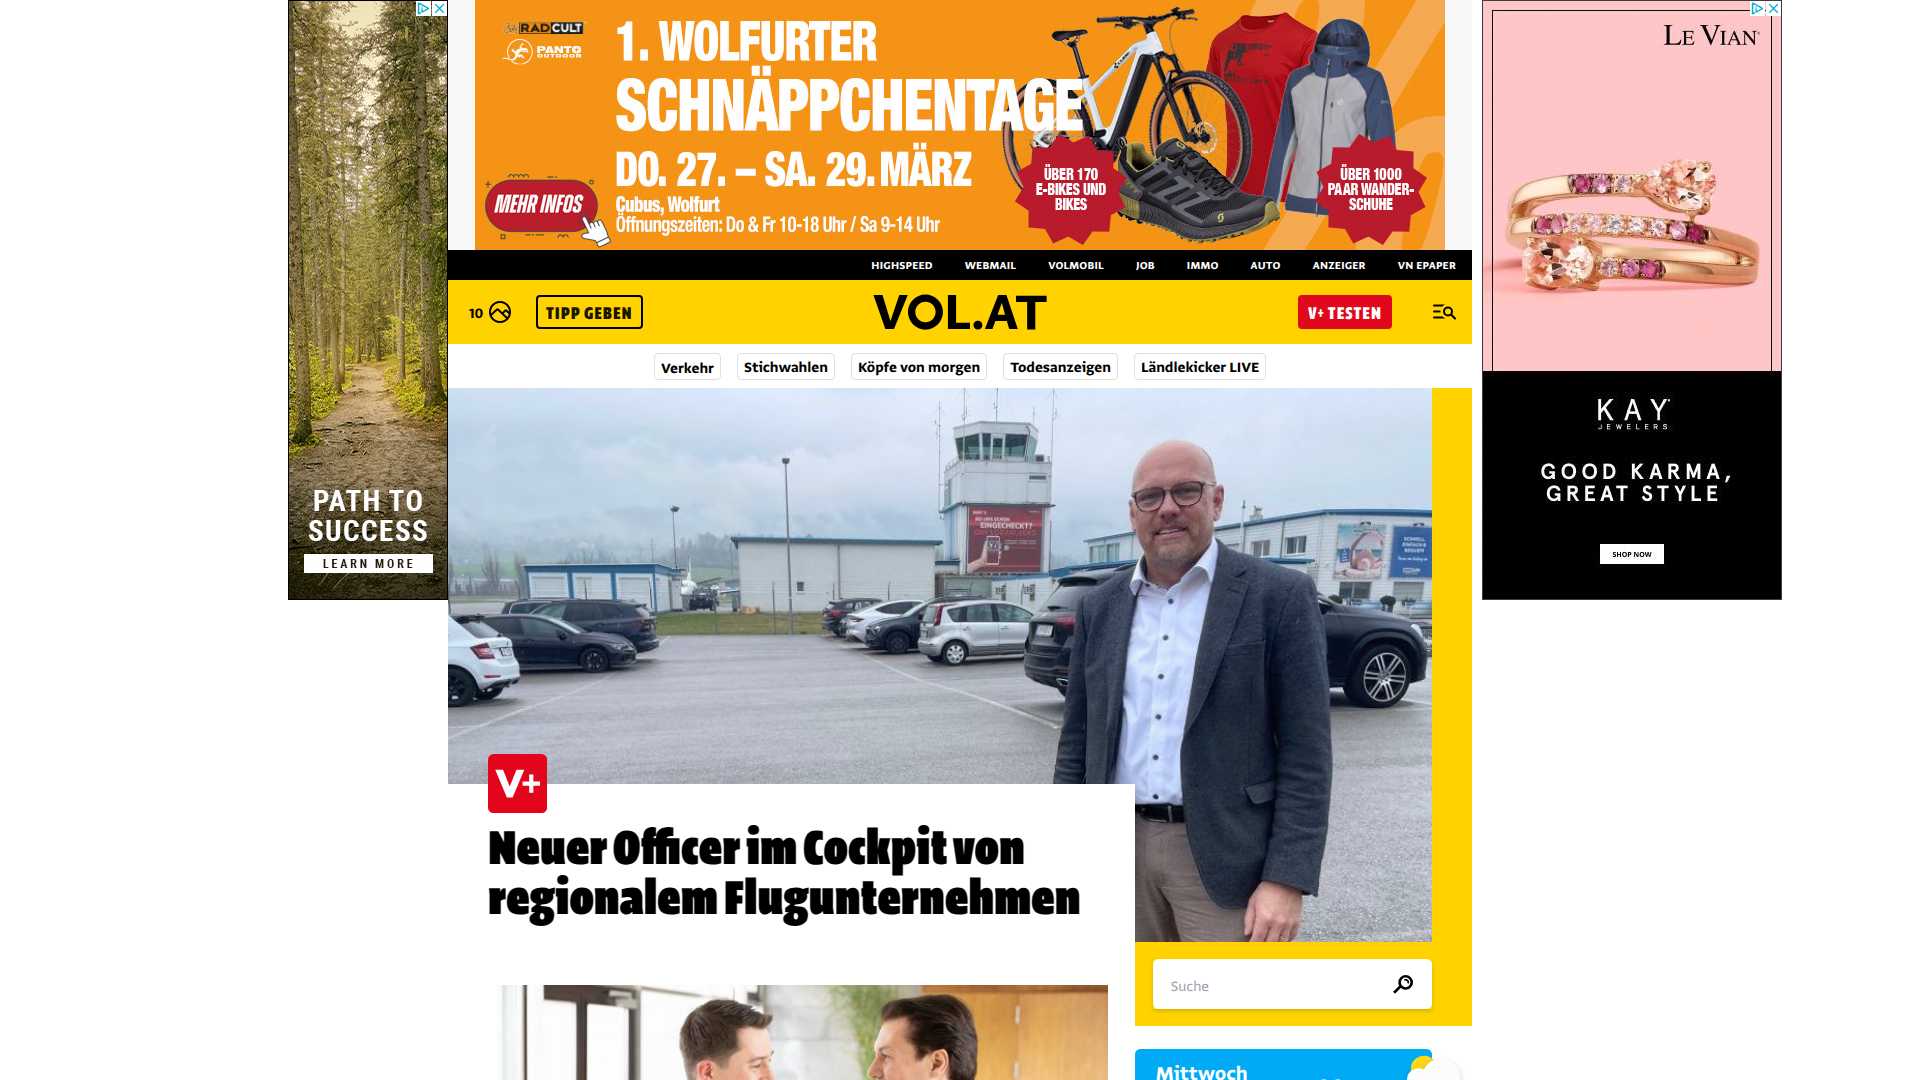 RADCULT
PANTO
OUTDOOR
1. WOLFURTER
SCHNÄPPCHENTAGE
DO. 27. – SA. 29. MÄRZ
Cubus, Wolfurt
Öffnungszeiten: Do & Fr 10-18 Uhr / Sa 9-14 Uhr
MEHR INFOS
ÜBER 170
E-BIKES UND
BIKES
ÜBER 1000
PAAR WANDER-
SCHUHE
PATH TO
SUCCESS
LEARN MORE
LE VIAN
KAY
JEWELERS
GOOD KARMA,
GREAT STYLE
SHOP NOW
HIGHSPEED WEBMAIL VOLMOBIL JOB IMMO AUTO ANZEIGER VN EPAPER
10 TIPP GEBEN VOL.AT V+ TESTEN
Verkehr Stichwahlen Köpfe von morgen Todesanzeigen Ländlekicker LIVE
EINGECHECKT?
V+
Neuer Officer im Cockpit von
regionalem Flugunternehmen
Suche
Mittwoch